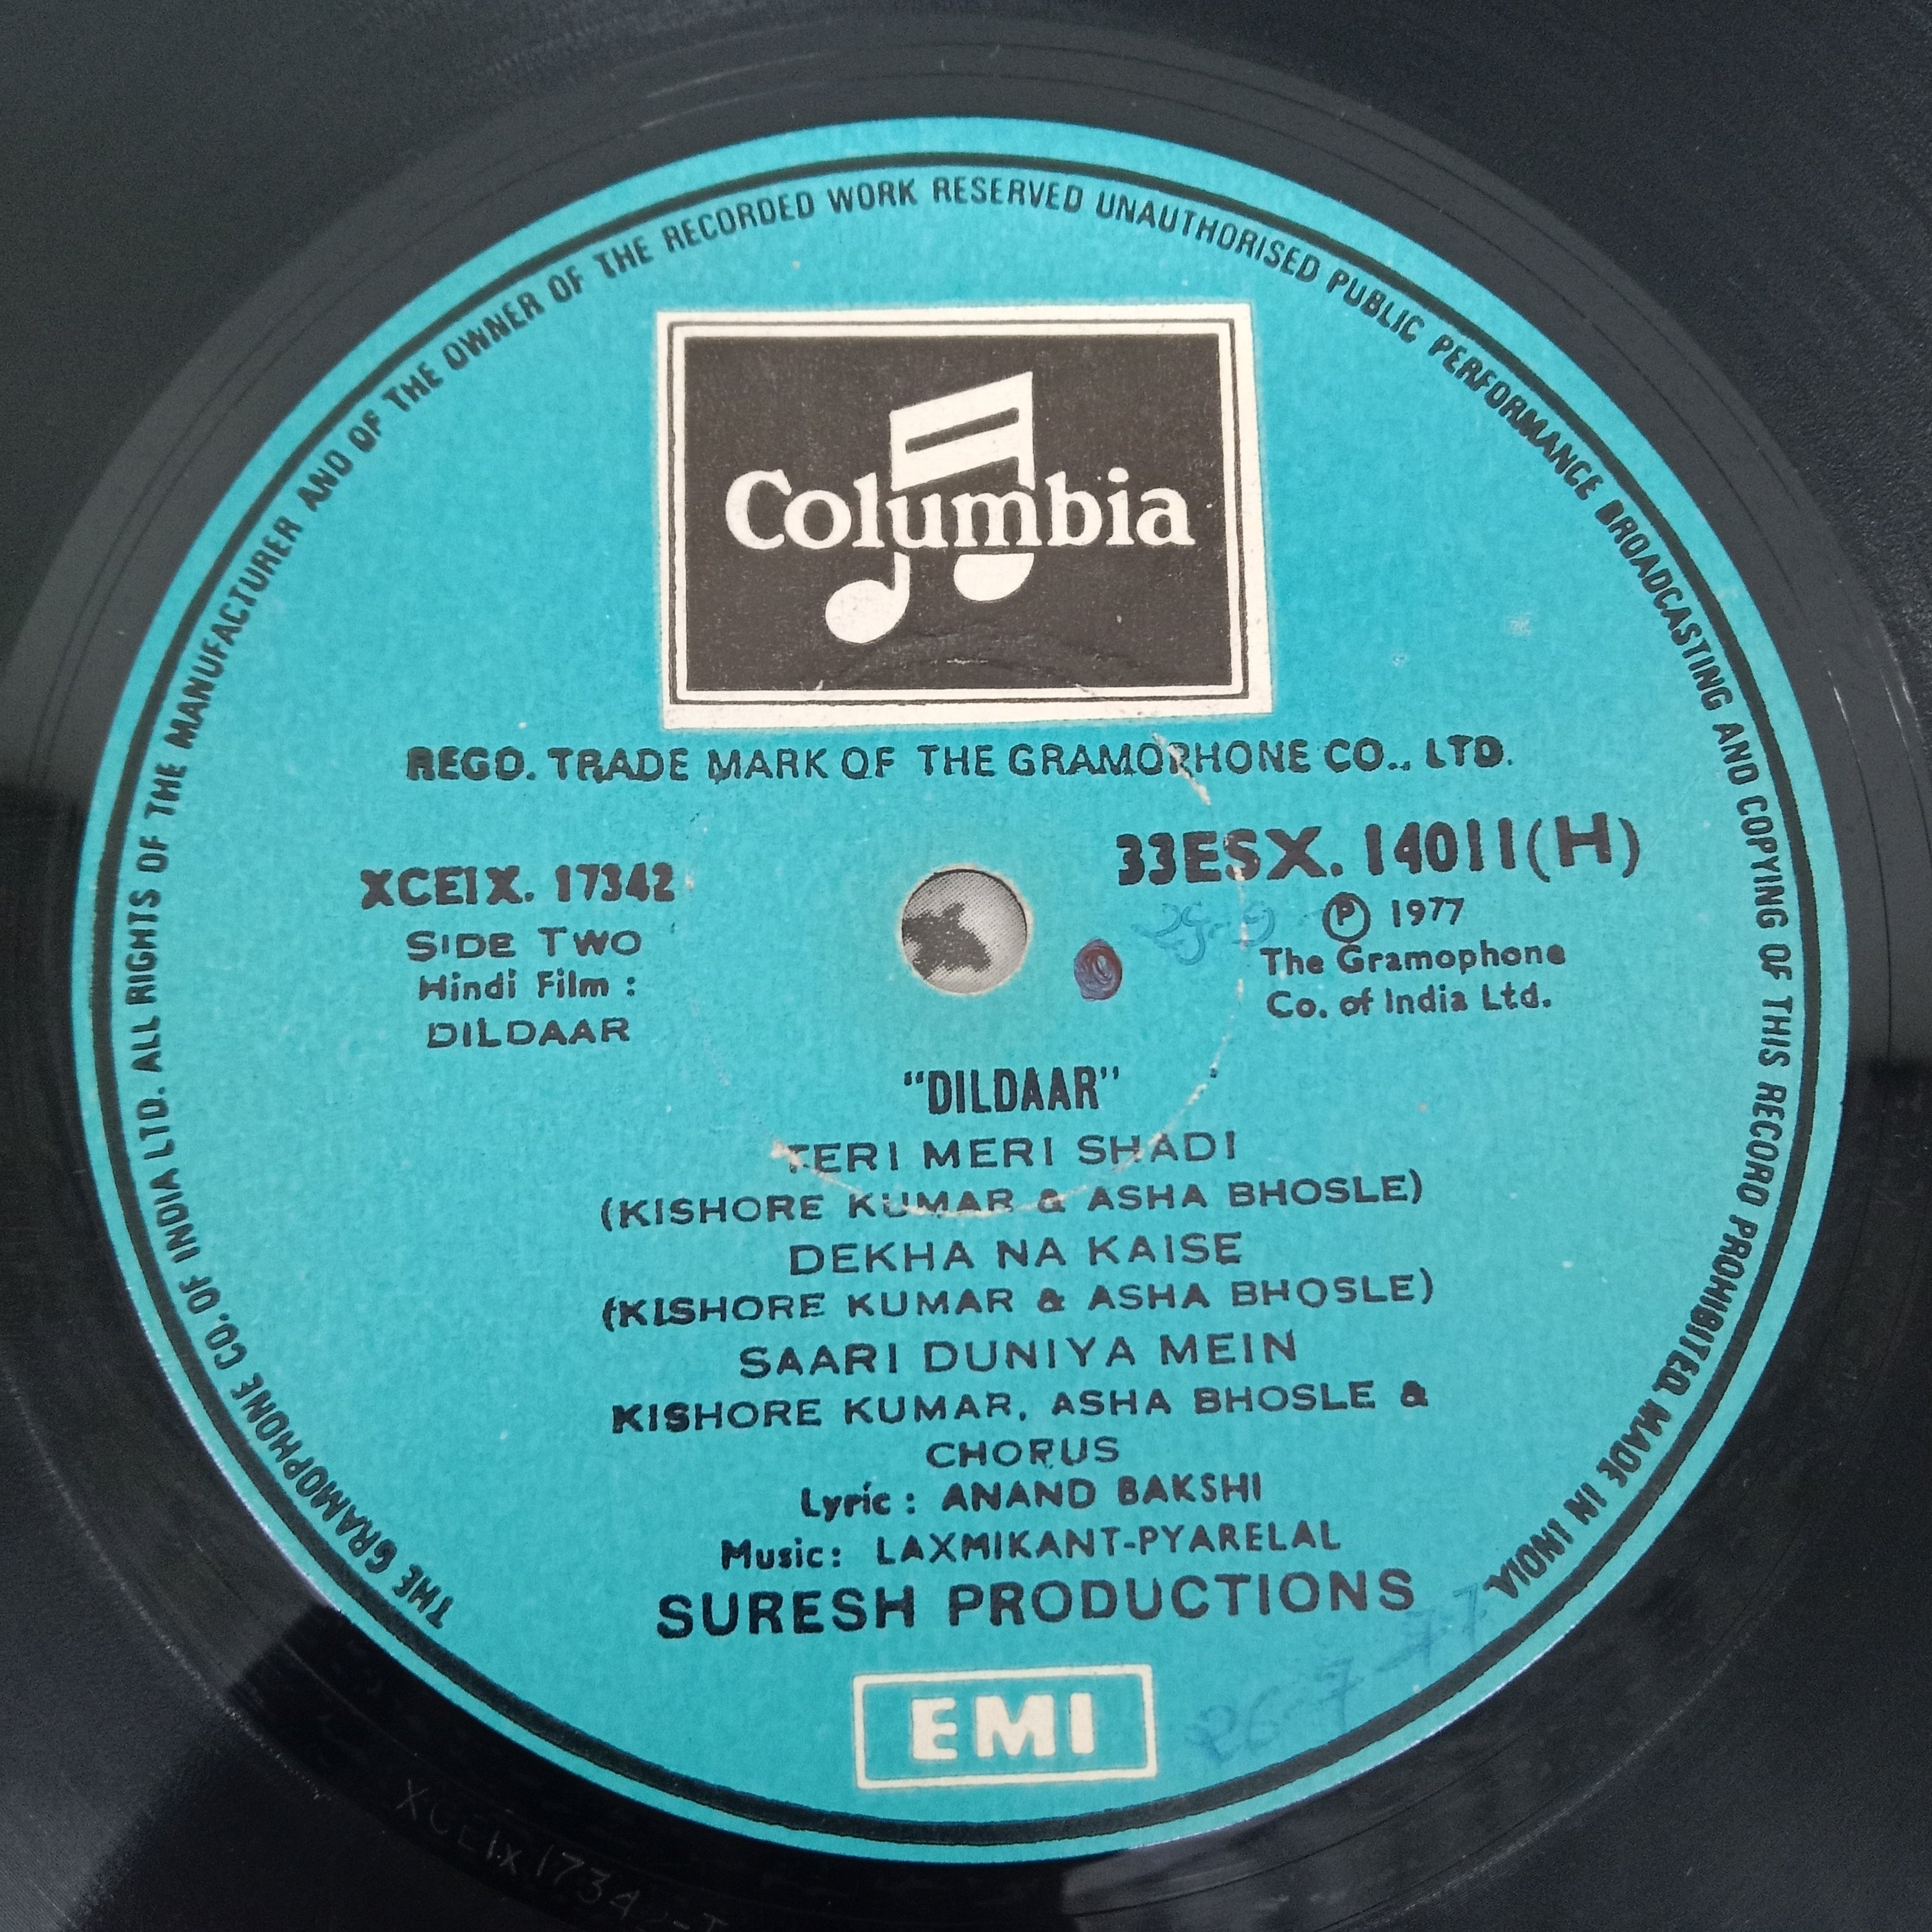 THE GRAMOPHONE CO. OF INDIA LTD. ALL RIGHTS OF THE MANUFACTURER AND OF THE OWNER OF THE RECORDED WORK RESERVED UNAUTHORISED PUBLIC PERFORMANCE BROADCASTING AND COPYING OF THIS RECORD PROHIBITED. MADE IN INDIA.
Columbia
REGD. TRADE MARK OF THE GRAMOPHONE CO., LTD.
XCEIX. 17342
SIDE TWO
Hindi Film :
DILDAAR
33ESX. 14011(H)
Ⓟ 1977
The Gramophone
Co. of India Ltd.
"DILDAAR"
TERI MERI SHADI
(KISHORE KUMAR & ASHA BHOSLE)
DEKHA NA KAISE
(KISHORE KUMAR & ASHA BHOSLE)
SAARI DUNIYA MEIN
KISHORE KUMAR, ASHA BHOSLE &
CHORUS
Lyric : ANAND BAKSHI
Music: LAXMIKANT-PYARELAL
SURESH PRODUCTIONS
EMI